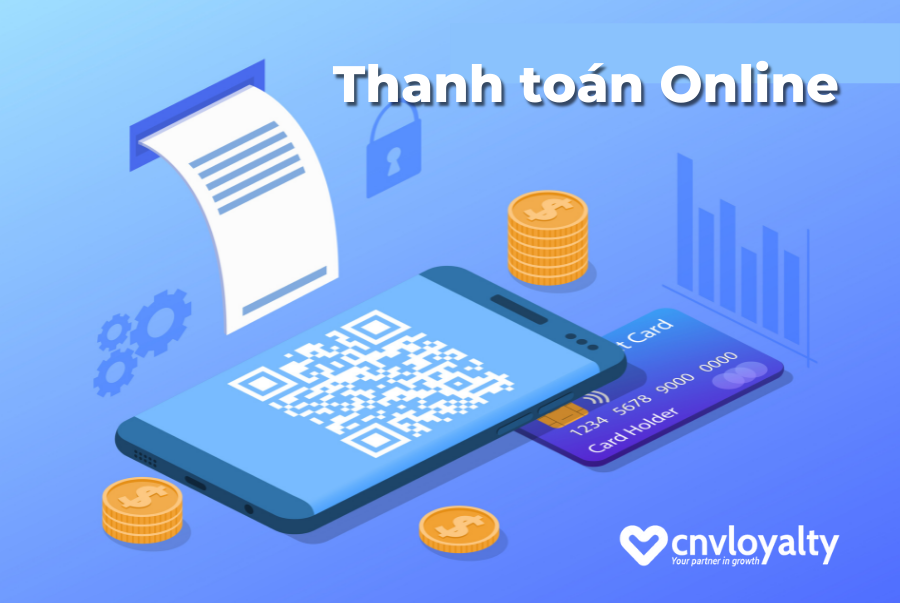 Thanh toán Online
t Card
1234 5678 9000 0000
Card Holder
cnvloyalty
Your partner in growth